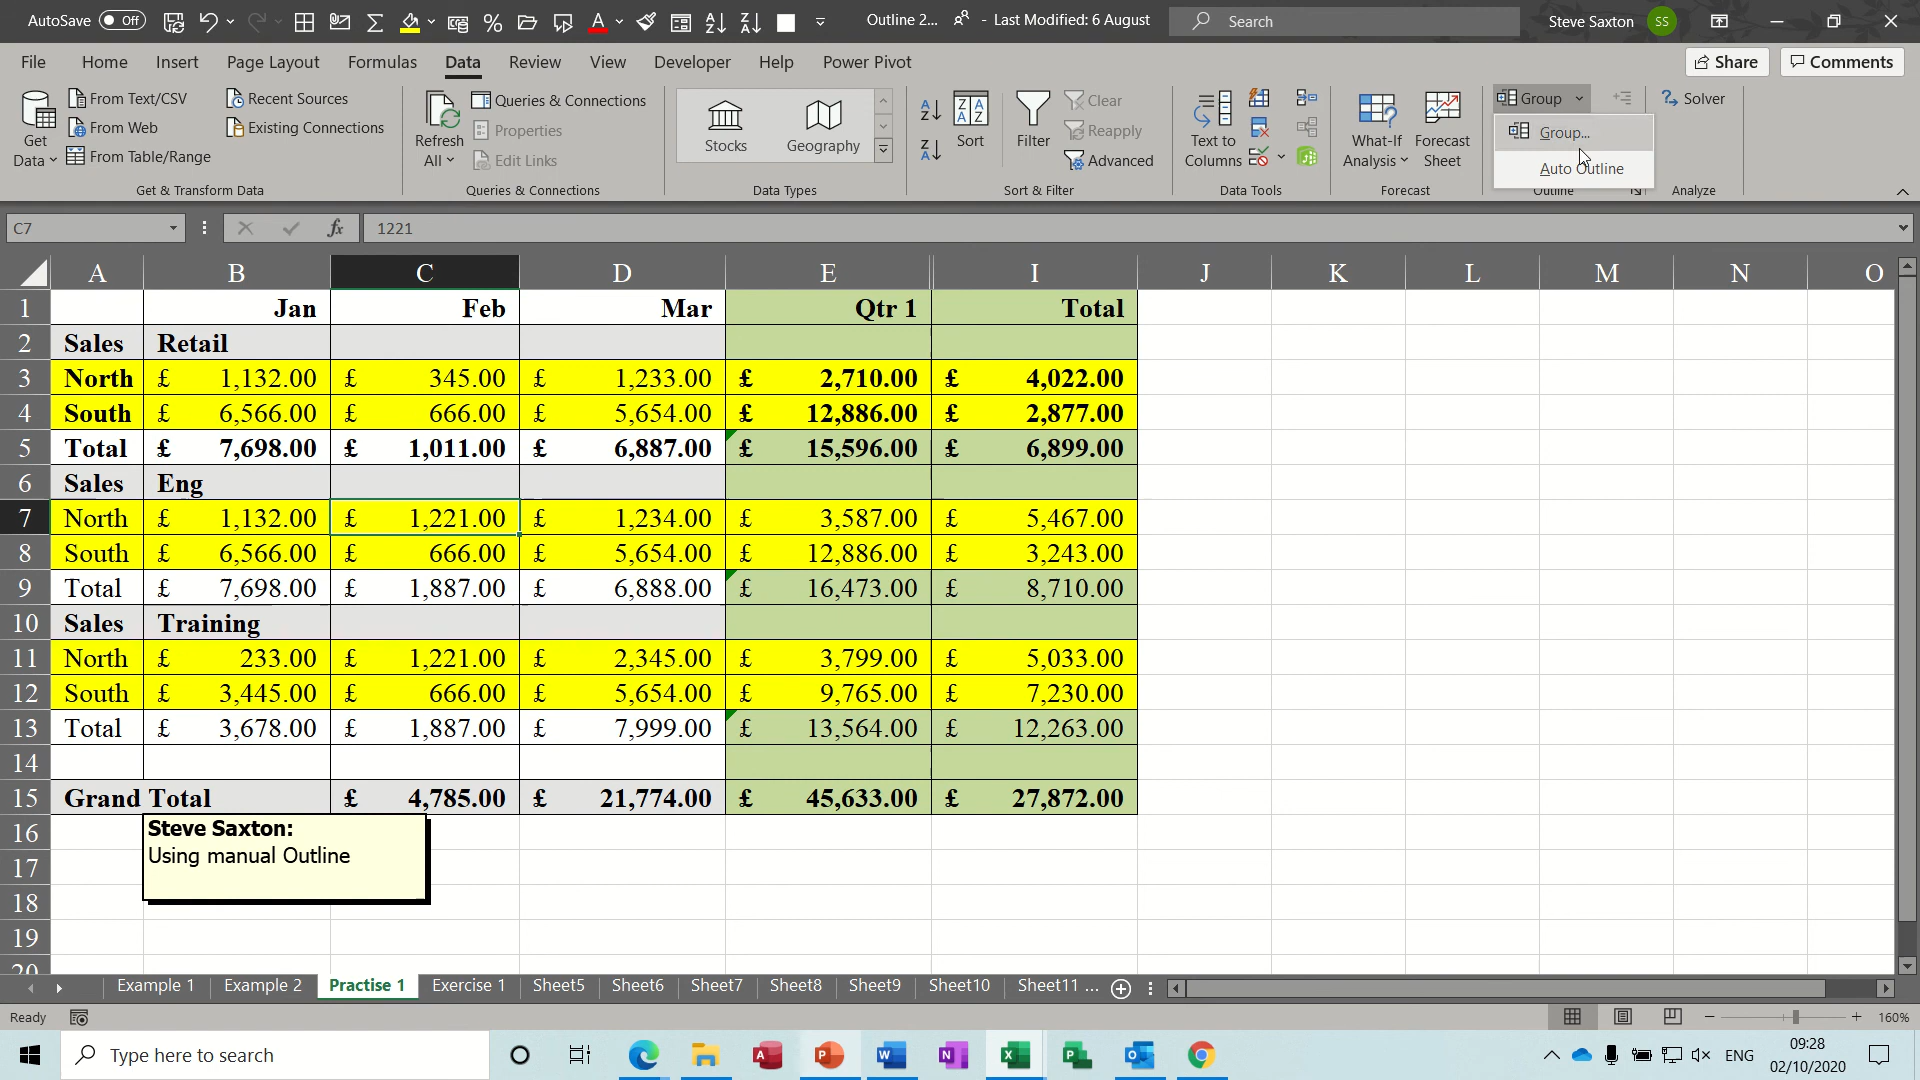 AutoSave Off Outline 2... - Last Modified: 6 August Search Steve Saxton SS
File Home Insert Page Layout Formulas Data Review View Developer Help Power Pivot Share Comments
Get Data
From Text/CSV
From Web
From Table/Range
Recent Sources
Existing Connections
Get & Transform Data
Refresh All
Queries & Connections
Properties
Edit Links
Queries & Connections
Stocks Geography
Data Types
Sort
Filter
Clear
Reapply
Advanced
Sort & Filter
Text to Columns
Data Tools
What-If Analysis
Forecast Sheet
Forecast
Group
Group...
Auto Outline
Outline
Solver
Analyze
C7 fx 1221
A B C D E I J K L M N O
1 Jan Feb Mar Qtr 1 Total
2 Sales Retail
3 North £ 1,132.00 £ 345.00 £ 1,233.00 £ 2,710.00 £ 4,022.00
4 South £ 6,566.00 £ 666.00 £ 5,654.00 £ 12,886.00 £ 2,877.00
5 Total £ 7,698.00 £ 1,011.00 £ 6,887.00 £ 15,596.00 £ 6,899.00
6 Sales Eng
7 North £ 1,132.00 £ 1,221.00 £ 1,234.00 £ 3,587.00 £ 5,467.00
8 South £ 6,566.00 £ 666.00 £ 5,654.00 £ 12,886.00 £ 3,243.00
9 Total £ 7,698.00 £ 1,887.00 £ 6,888.00 £ 16,473.00 £ 8,710.00
10 Sales Training
11 North £ 233.00 £ 1,221.00 £ 2,345.00 £ 3,799.00 £ 5,033.00
12 South £ 3,445.00 £ 666.00 £ 5,654.00 £ 9,765.00 £ 7,230.00
13 Total £ 3,678.00 £ 1,887.00 £ 7,999.00 £ 13,564.00 £ 12,263.00
14
15 Grand Total £ 4,785.00 £ 21,774.00 £ 45,633.00 £ 27,872.00
16
Steve Saxton:
Using manual Outline
17
18
19
20
Example 1 Example 2 Practise 1 Exercise 1 Sheet5 Sheet6 Sheet7 Sheet8 Sheet9 Sheet10 Sheet11 ...
Ready 160%
Type here to search ENG 09:28
02/10/2020